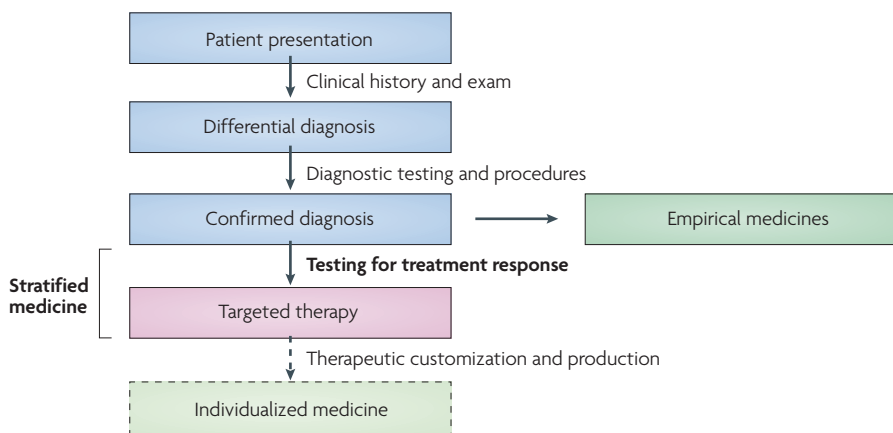 Patient presentation
Clinical history and exam
Differential diagnosis
Diagnostic testing and procedures
Confirmed diagnosis
Empirical medicines
Testing for treatment response
Stratified
medicine
Targeted therapy
Therapeutic customization and production
Individualized medicine